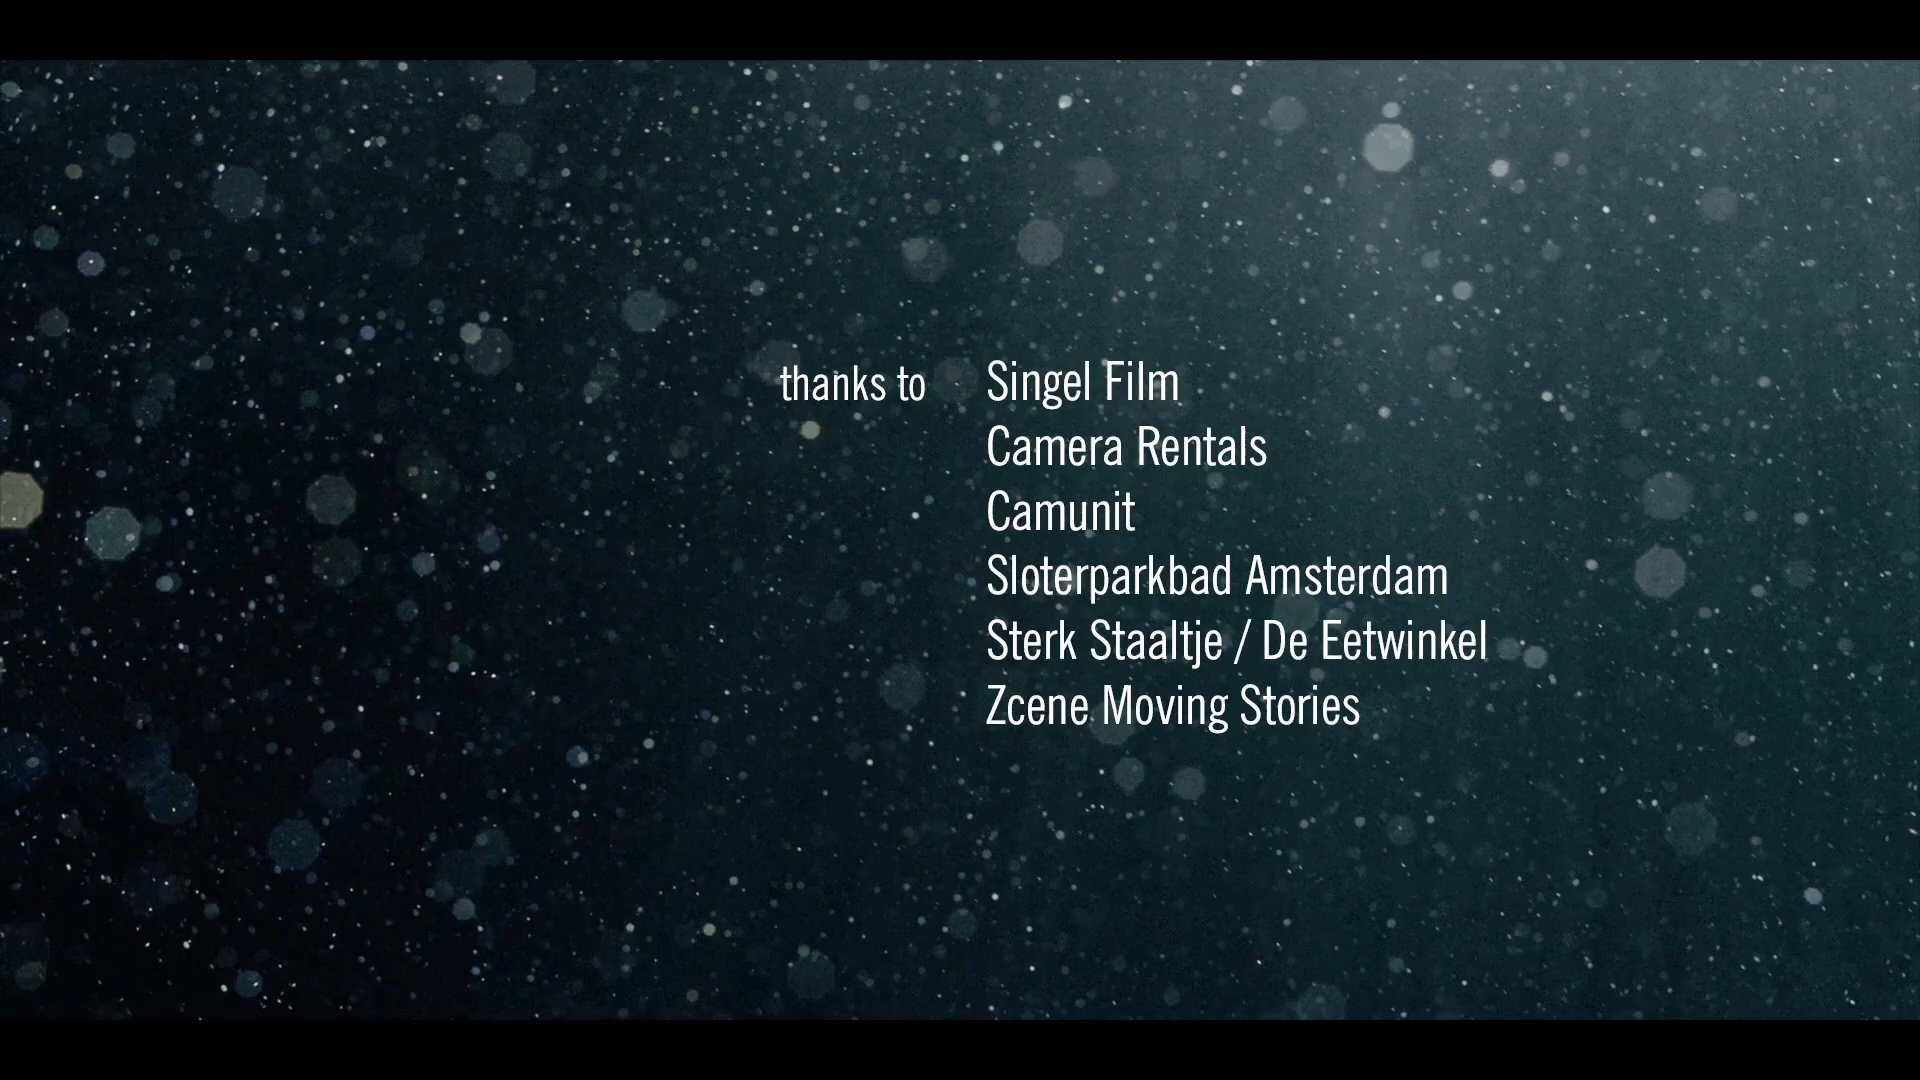 thanks to Singel Film
Camera Rentals
Camunit
Sloterparkbad Amsterdam
Sterk Staaltje / De Eetwinkel
Zcene Moving Stories